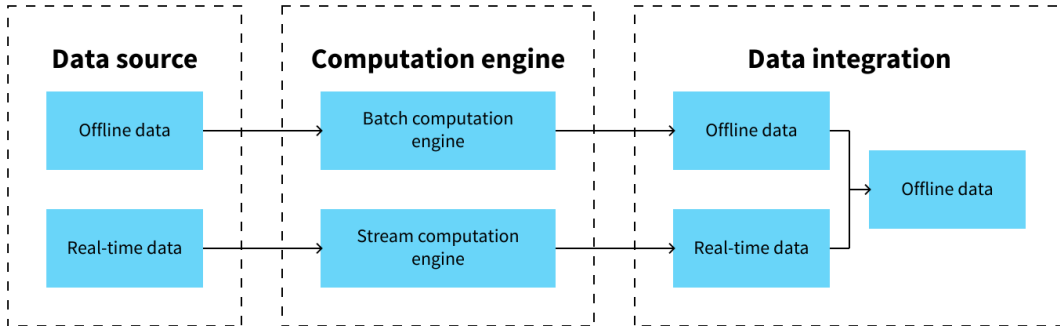 Data source
Offline data
Real-time data
Computation engine
Batch computation
engine
Stream computation
engine
Data integration
Offline data
Real-time data
Offline data